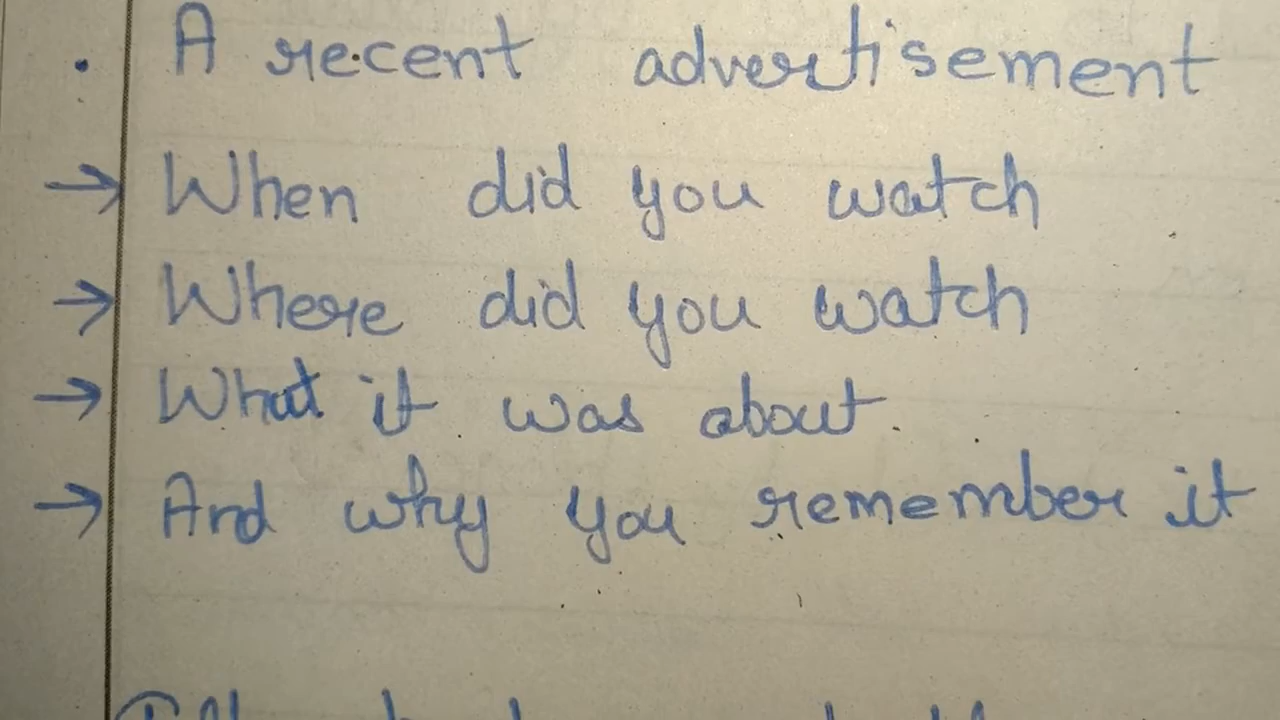 . A recent advertisement
→ When did you watch
→ Where did you watch
→ What it was about.
→ And why you remember it